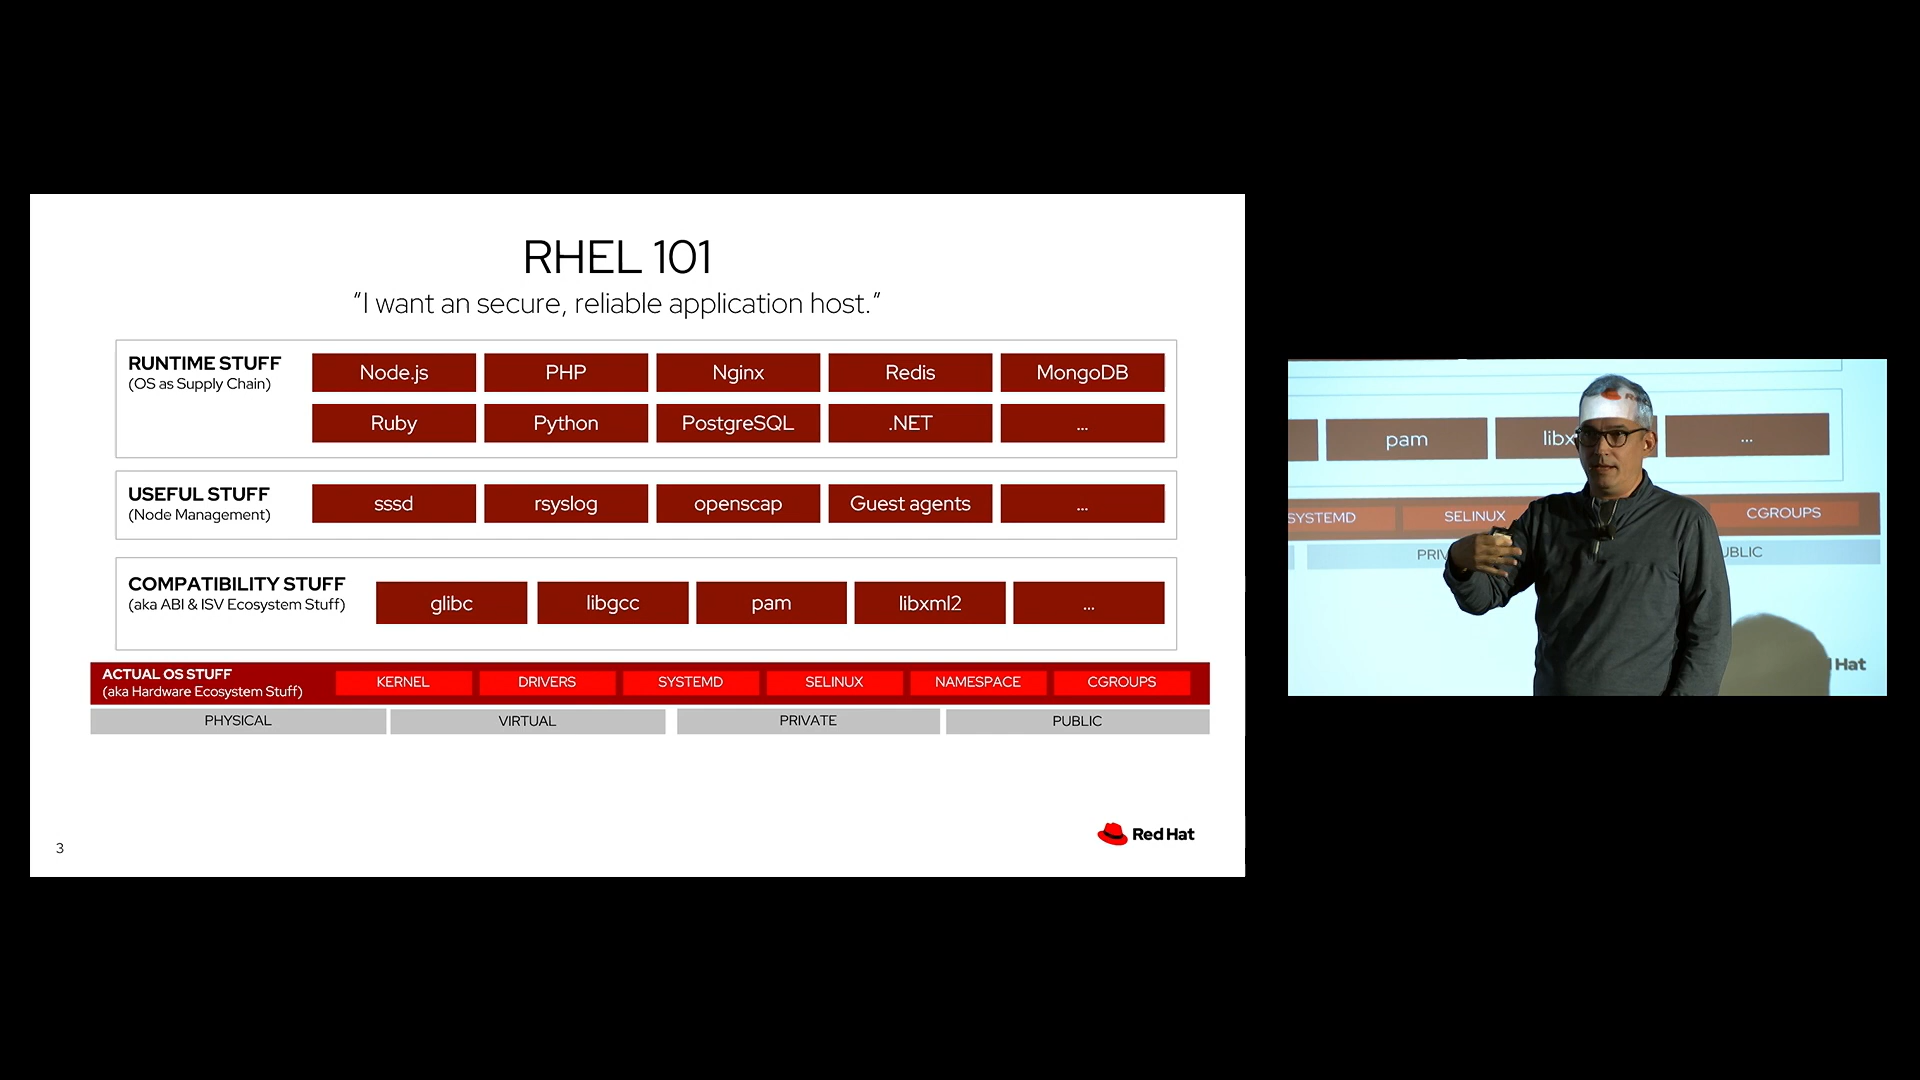 RHEL 101
“I want an secure, reliable application host.”
RUNTIME STUFF
(OS as Supply Chain)
Node.js
PHP
Nginx
Redis
MongoDB
Ruby
Python
PostgreSQL
.NET
...
USEFUL STUFF
(Node Management)
sssd
rsyslog
openscap
Guest agents
...
COMPATIBILITY STUFF
(aka ABI & ISV Ecosystem Stuff)
glibc
libgcc
pam
libxml2
...
ACTUAL OS STUFF
(aka Hardware Ecosystem Stuff)
KERNEL
DRIVERS
SYSTEMD
SELINUX
NAMESPACE
CGROUPS
PHYSICAL
VIRTUAL
PRIVATE
PUBLIC
Red Hat
3
pam
libx
...
SYSTEMD
SELINUX
CGROUPS
PRIV
UBLIC
Red
Hat